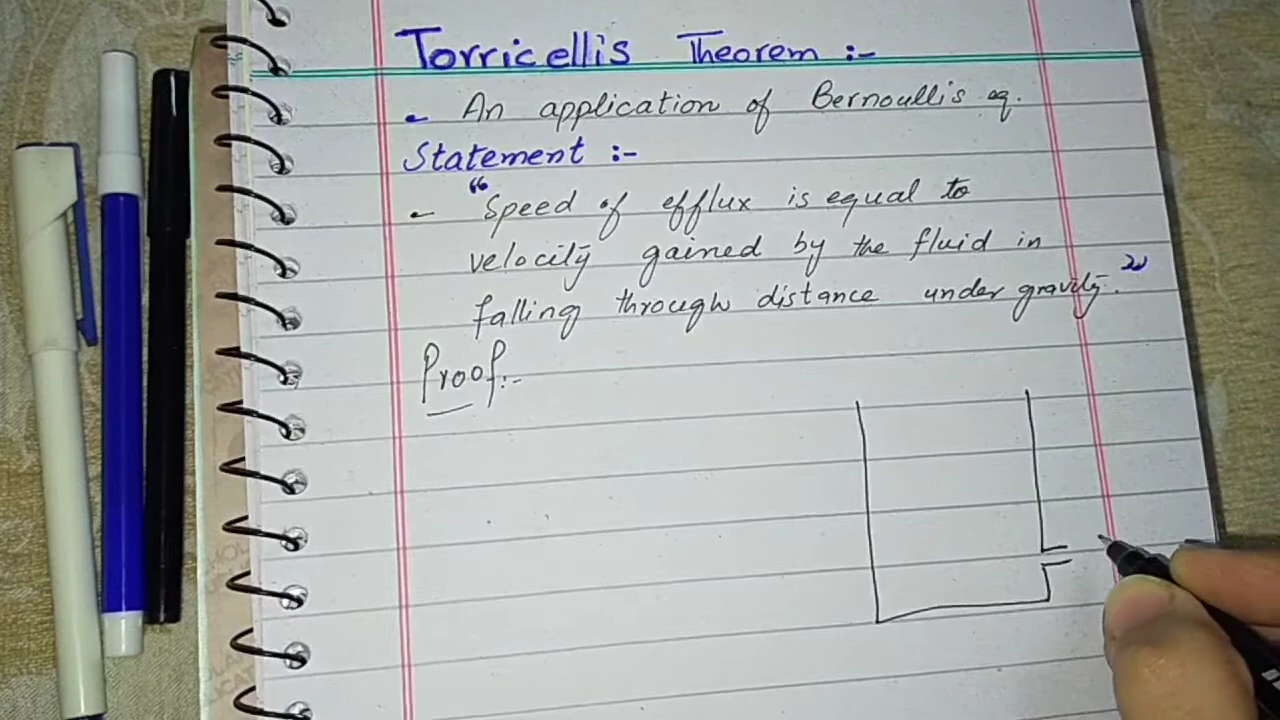 Torricellis Theorem :-
- An application of Bernoullis eq.
Statement :-
- "Speed of efflux is equal to
velocity gained by the fluid in
falling through distance under gravity."
Proof:-